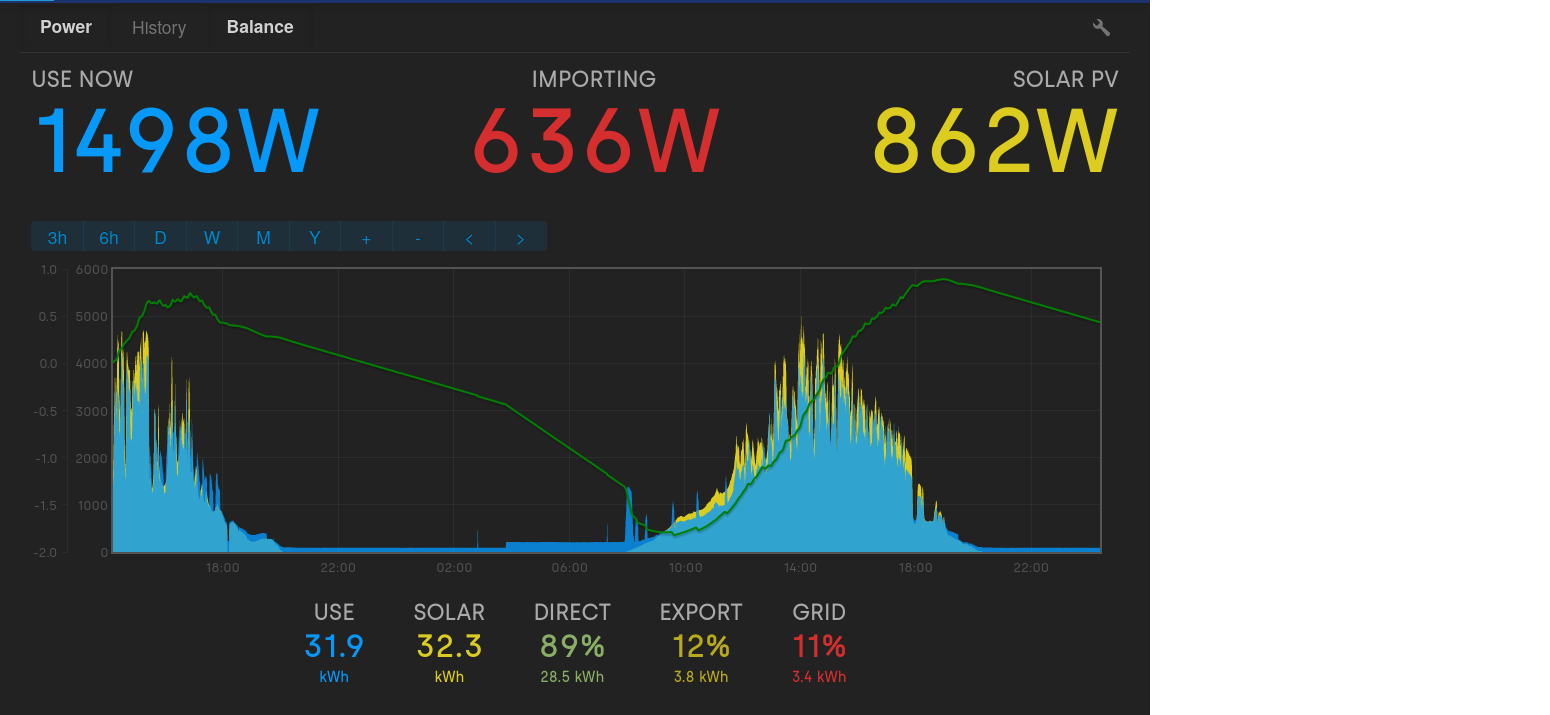 Power History Balance
USE NOW IMPORTING SOLAR PV
1498W 636W 862W
3h 6h D W M Y + - < >
1.0 6000
0.5 5000
0.0 4000
-0.5 3000
-1.0 2000
-1.5 1000
-2.0 0
18:00 22:00 02:00 06:00 10:00 14:00 18:00 22:00
USE SOLAR DIRECT EXPORT GRID
31.9 32.3 89% 12% 11%
kWh kWh 28.5 kWh 3.8 kWh 3.4 kWh